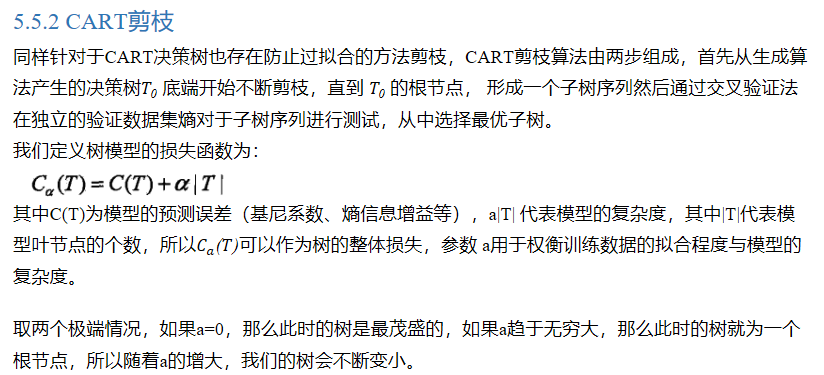 5.5.2 CART剪枝
同样针对于CART决策树也存在防止过拟合的方法剪枝，CART剪枝算法由两步组成，首先从生成算
法产生的决策树T₀ 底端开始不断剪枝，直到 T₀ 的根节点， 形成一个子树序列然后通过交叉验证法
在独立的验证数据集熵对于子树序列进行测试，从中选择最优子树。
我们定义树模型的损失函数为：
Cα(T)=C(T)+α|T|
其中C(T)为模型的预测误差（基尼系数、熵信息增益等），a|T| 代表模型的复杂度，其中|T|代表模
型叶节点的个数，所以Cₐ(T)可以作为树的整体损失，参数 a用于权衡训练数据的拟合程度与模型的
复杂度。
取两个极端情况，如果a=0，那么此时的树是最茂盛的，如果a趋于无穷大，那么此时的树就为一个
根节点，所以随着a的增大，我们的树会不断变小。